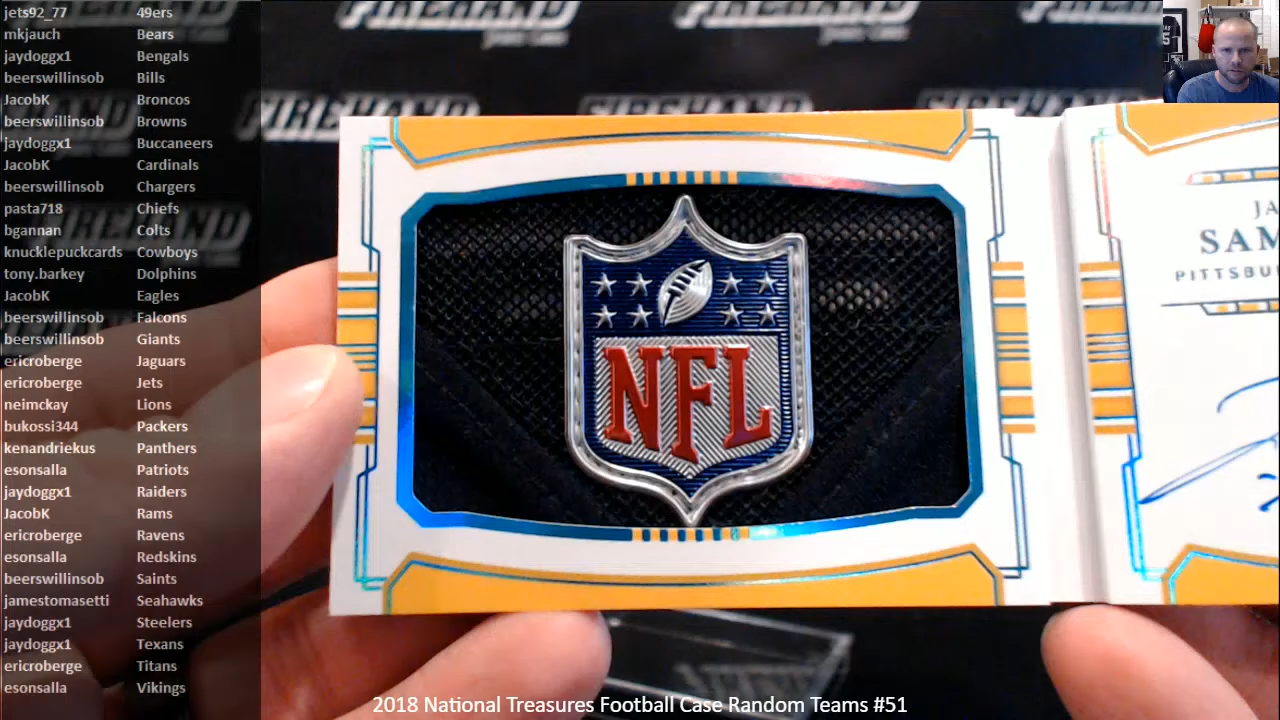 jets92_77 49ers
mkjauch Bears
jaydoggx1 Bengals
beerswillinsob Bills
JacobK Broncos
beerswillinsob Browns
jaydoggx1 Buccaneers
JacobK Cardinals
beerswillinsob Chargers
pasta718 Chiefs
bgannan Colts
knucklepuckcards Cowboys
tony.barkey Dolphins
JacobK Eagles
beerswillinsob Falcons
beerswillinsob Giants
ericroberge Jaguars
ericroberge Jets
neimckay Lions
bukossi344 Packers
kenandriekus Panthers
esonsalla Patriots
jaydoggx1 Raiders
JacobK Rams
ericroberge Ravens
esonsalla Redskins
beerswillinsob Saints
jamestomasetti Seahawks
jaydoggx1 Steelers
jaydoggx1 Texans
ericroberge Titans
esonsalla Vikings
FIREHAND
NFL
JA
SAM
PITTSBU
2018 National Treasures Football Case Random Teams #51